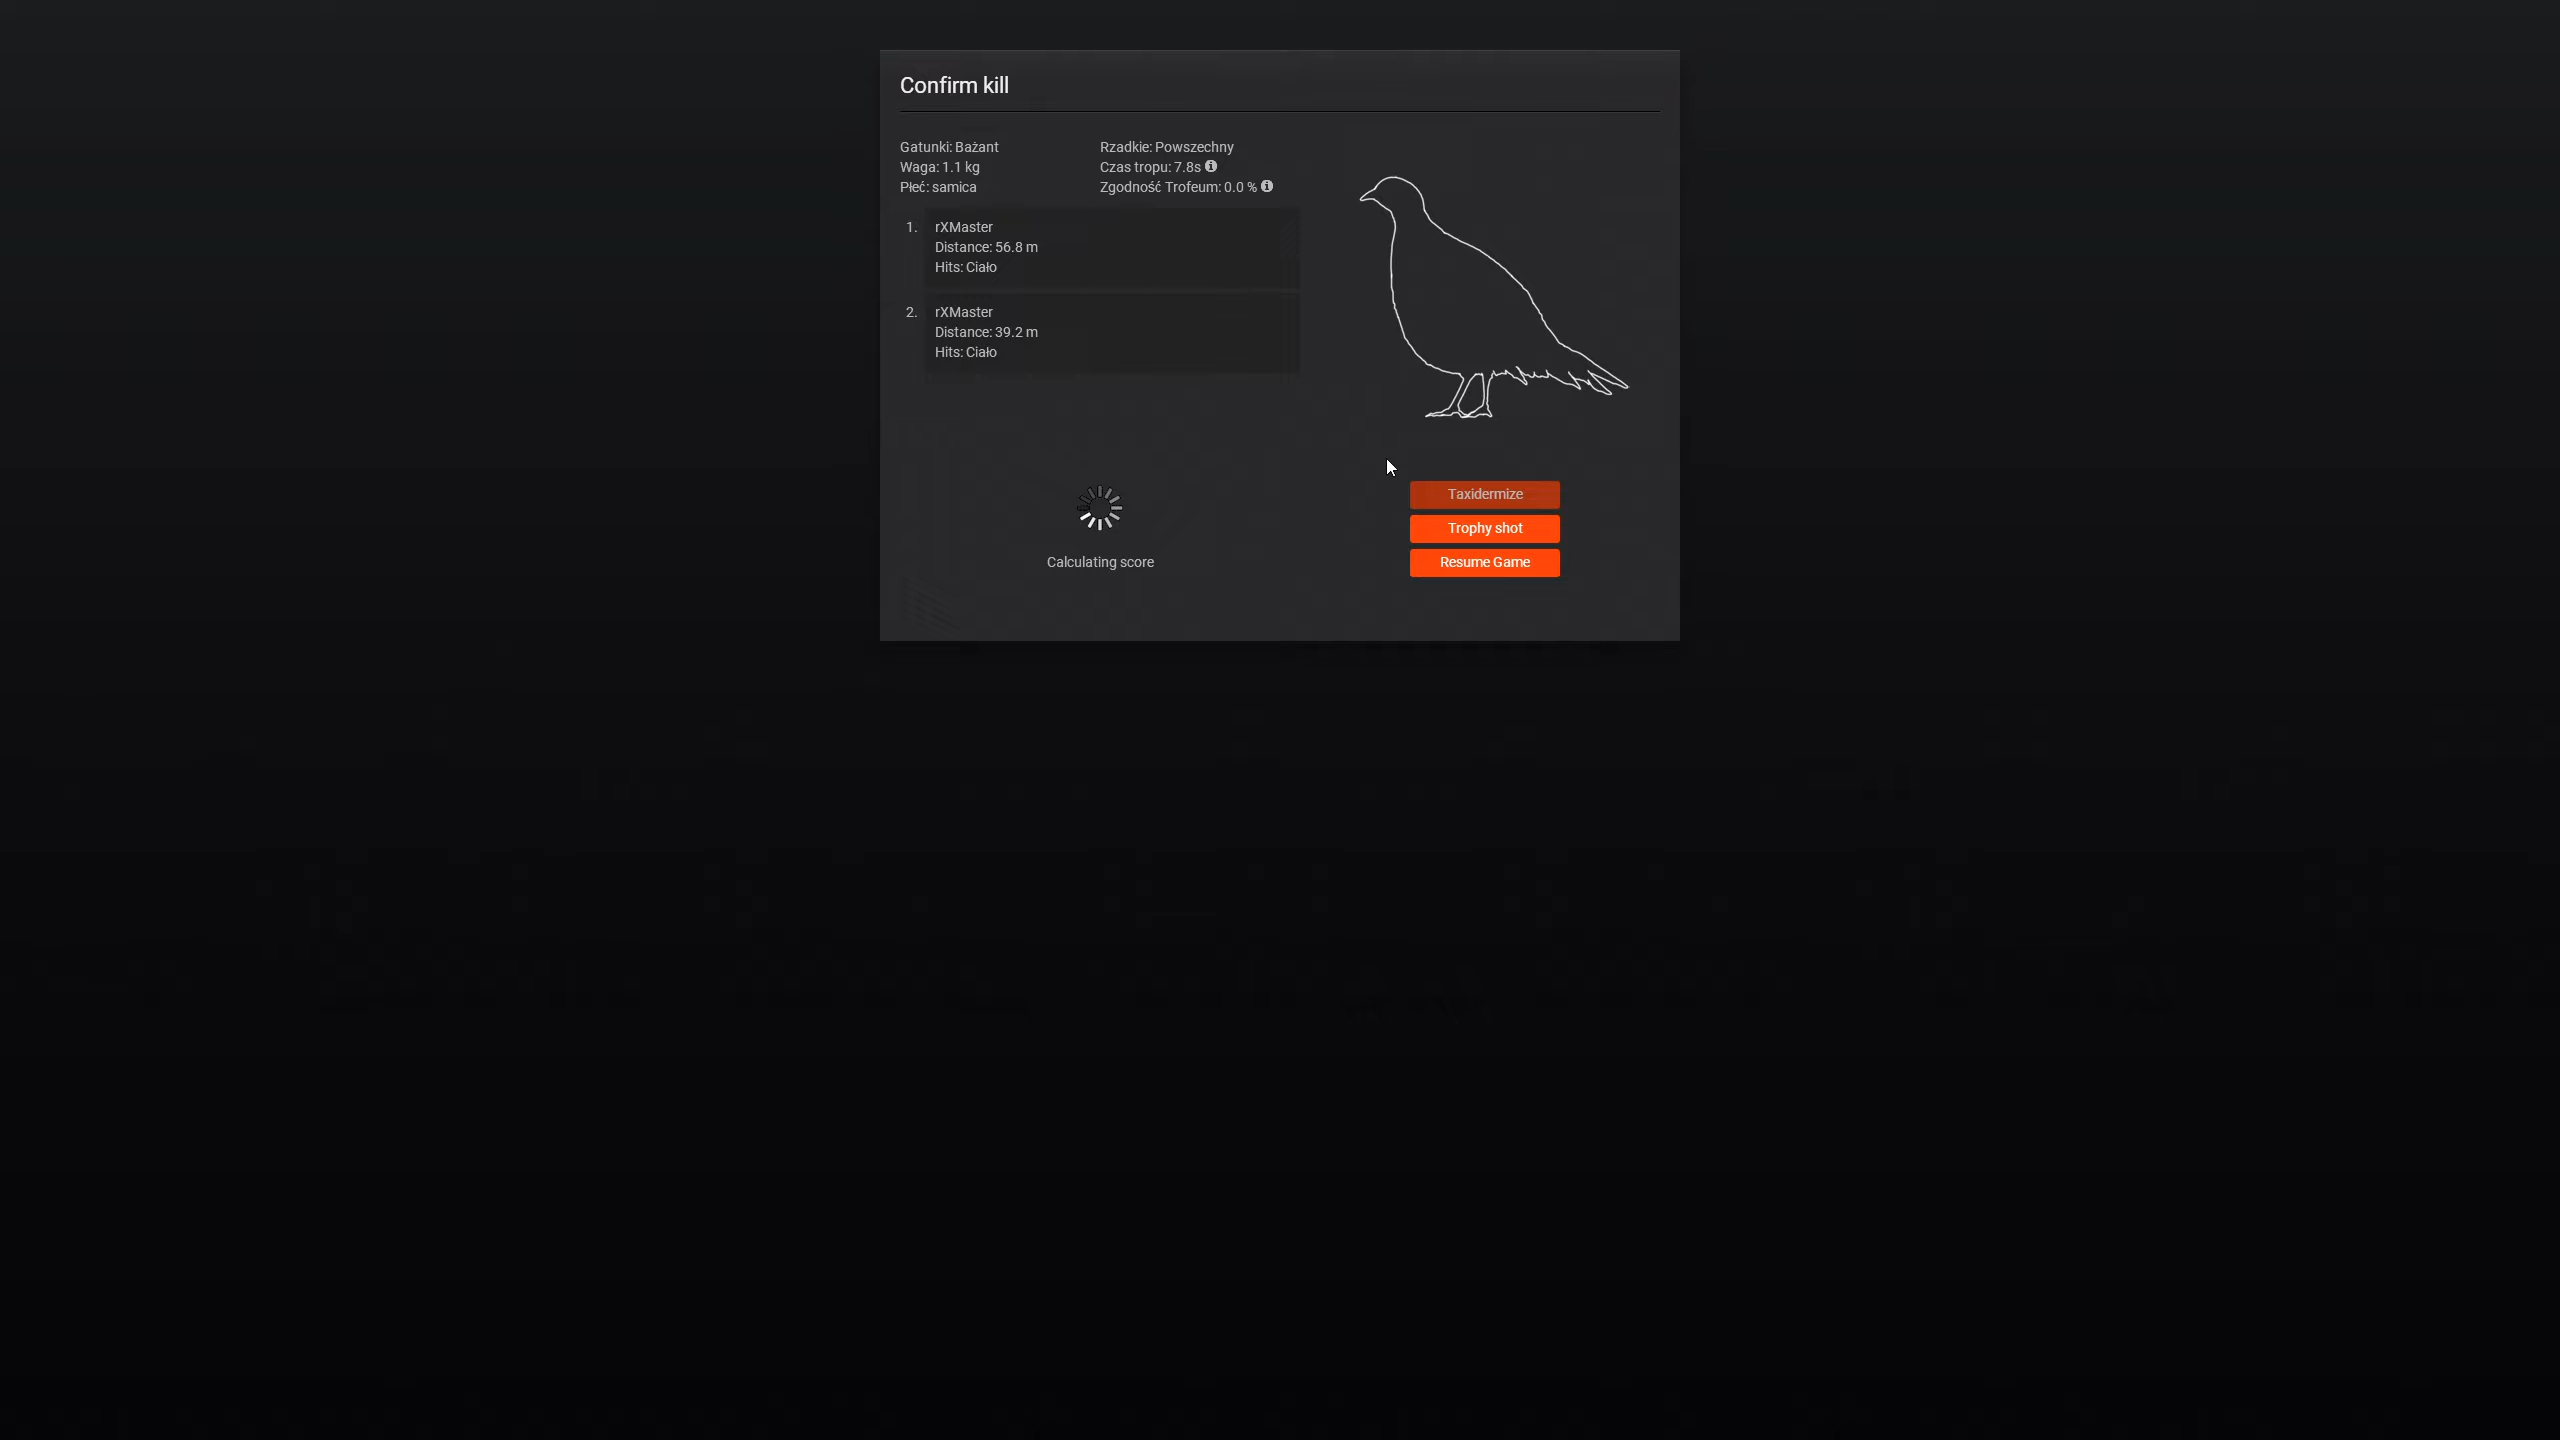 Confirm kill
Gatunki: Bażant
Waga: 1.1 kg
Płeć: samica
Rzadkie: Powszechny
Czas tropu: 7.8s
Zgodność Trofeum: 0.0 %
1. rXMaster
Distance: 56.8 m
Hits: Ciało
2. rXMaster
Distance: 39.2 m
Hits: Ciało
Calculating score
Taxidermize
Trophy shot
Resume Game